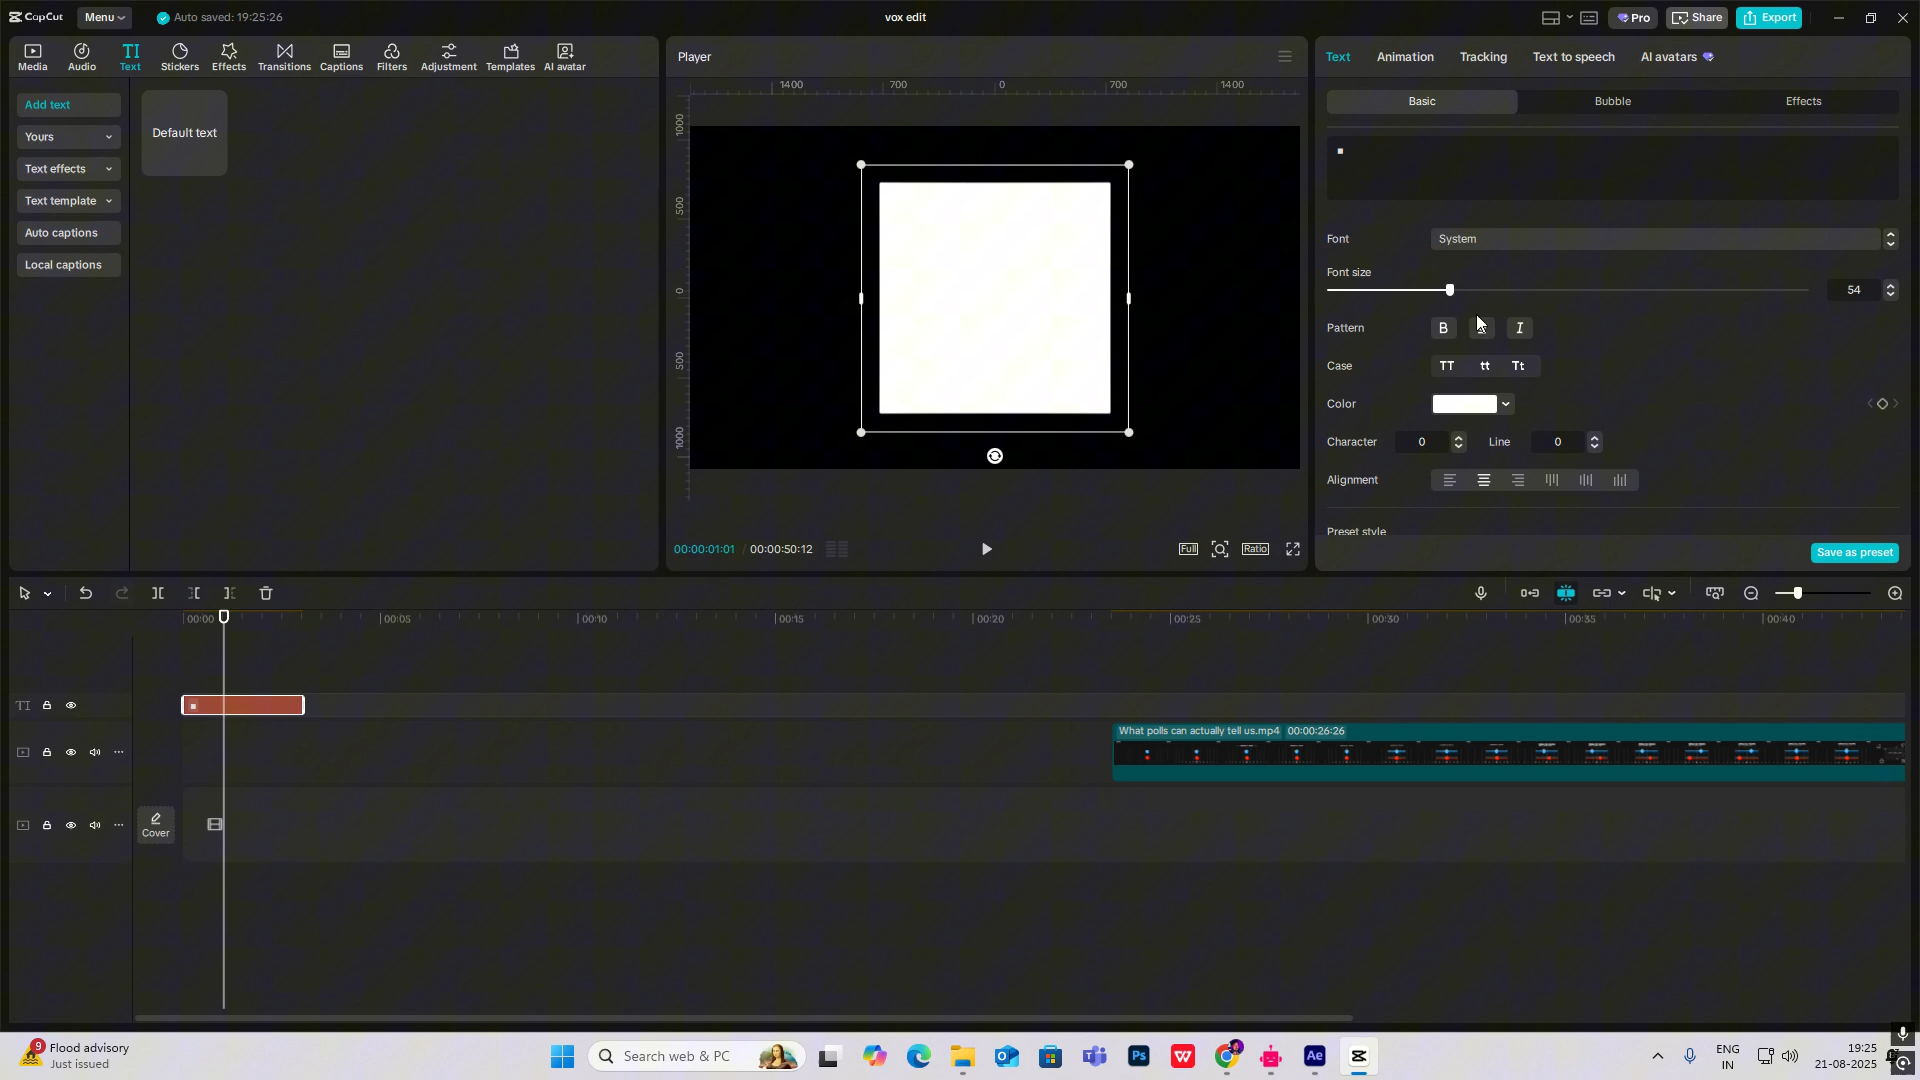 CapCut
Menu
Auto saved: 19:25:26
vox edit
Pro
Share
Export
Media
TI
Text
Audio
Stickers
Effects
Transitions
Captions
Filters
Adjustment
Templates
AI avatar
Add text
Yours
Text effects
Text template
Auto captions
Local captions
Default text
Player
1400
700
0
700
1400
1000
500
0
500
1000
00:00:01:01 / 00:00:50:12
Full
Ratio
Text
Animation
Tracking
Text to speech
AI avatars
Basic
Bubble
Effects
Font
System
Font size
54
Pattern
B
I
Case
TT
tt
Tt
Color
Character
0
Line
0
Alignment
Preset style
Save as preset
00:00
00:05
00:10
00:15
00:20
00:25
00:30
00:35
00:40
TI
What polls can actually tell us.mp4 00:00:26:26
Cover
9
Flood advisory
Just issued
Search web & PC
Ps
W
Ae
ENG
IN
19:25
21-08-2025